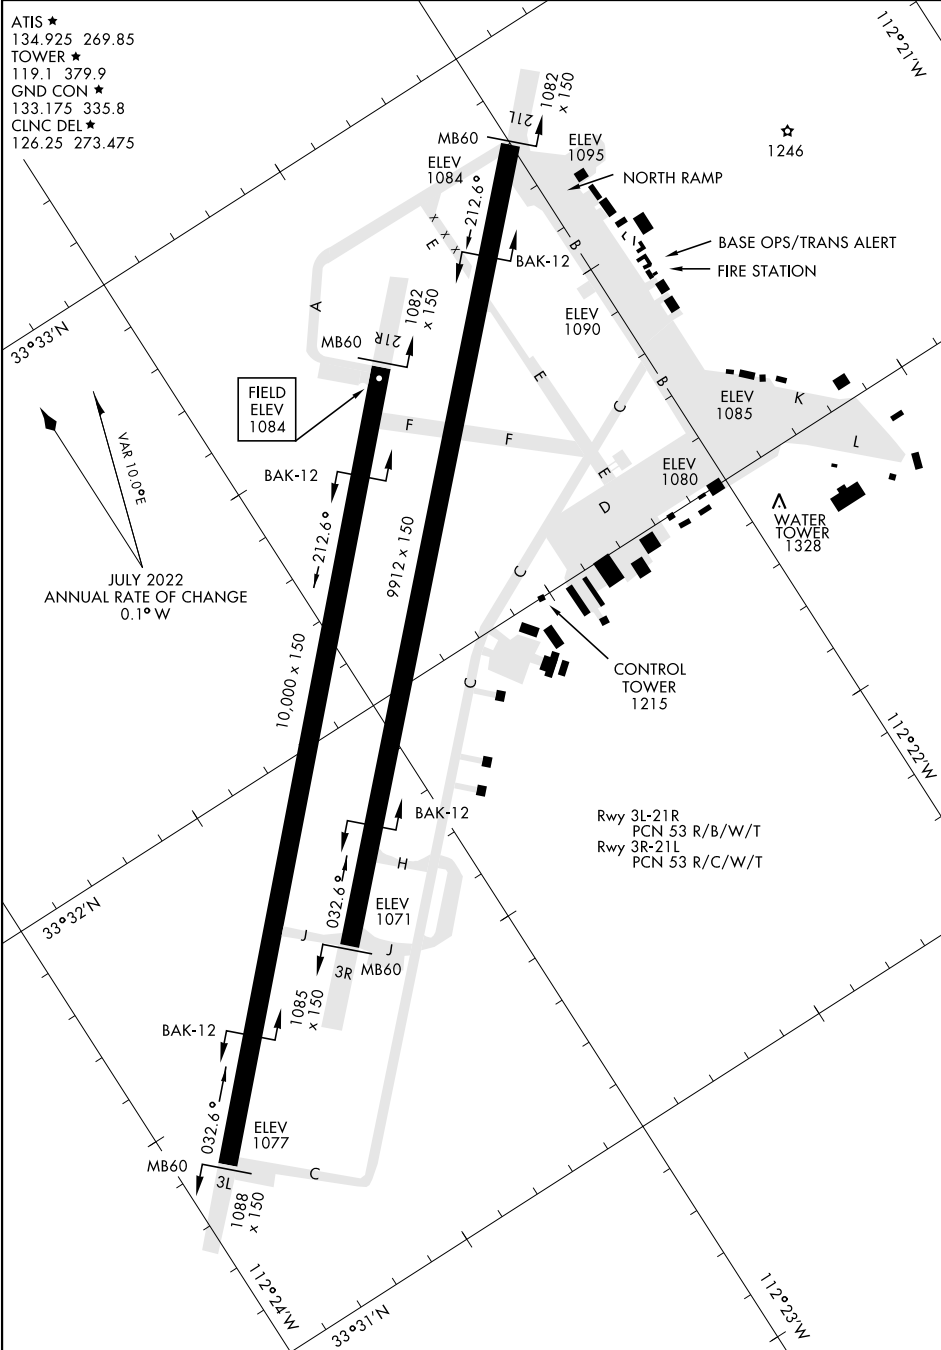 ATIS ★
134.925 269.85
TOWER ★
119.1 379.9
GND CON ★
133.175 335.8
CLNC DEL ★
126.25 273.475
112°21'W
1082
x 150
21L
MB60
ELEV
1084
ELEV
1095
1246
NORTH RAMP
212.6°
x x x x
E
B
BASE OPS/TRANS ALERT
FIRE STATION
BAK-12
A
1082
x 150
ELEV
1090
33°33'N
MB60
21R
FIELD
ELEV
1084
E
C
B
ELEV
1085
K
L
F
F
VAR 10.0°E
BAK-12
E
ELEV
1080
D
WATER
TOWER
1328
212.6°
9912 x 150
JULY 2022
ANNUAL RATE OF CHANGE
0.1° W
C
CONTROL
TOWER
1215
10,000 x 150
C
112°22'W
BAK-12
Rwy 3L-21R
PCN 53 R/B/W/T
Rwy 3R-21L
PCN 53 R/C/W/T
H
032.6°
ELEV
1071
33°32'N
J
J
3R
MB60
1085
x 150
BAK-12
032.6°
ELEV
1077
MB60
3L
C
1088
x 150
112°24'W
33°31'N
112°23'W